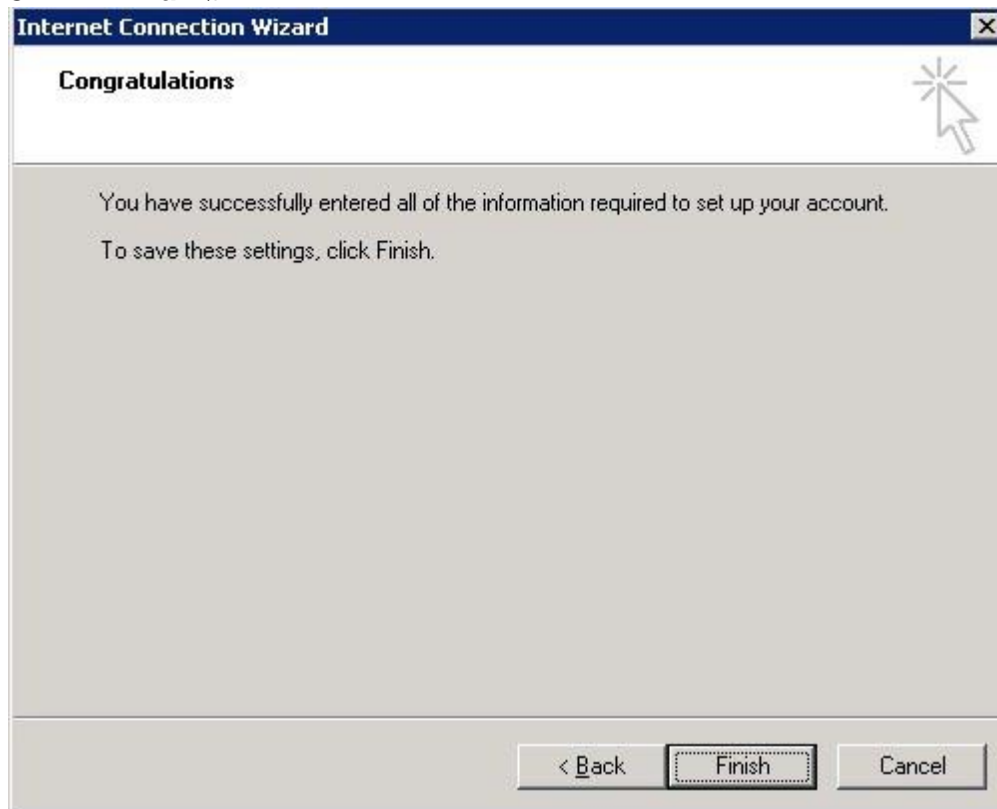 Internet Connection Wizard
Congratulations
You have successfully entered all of the information required to set up your account.
To save these settings, click Finish.
< Back Finish Cancel